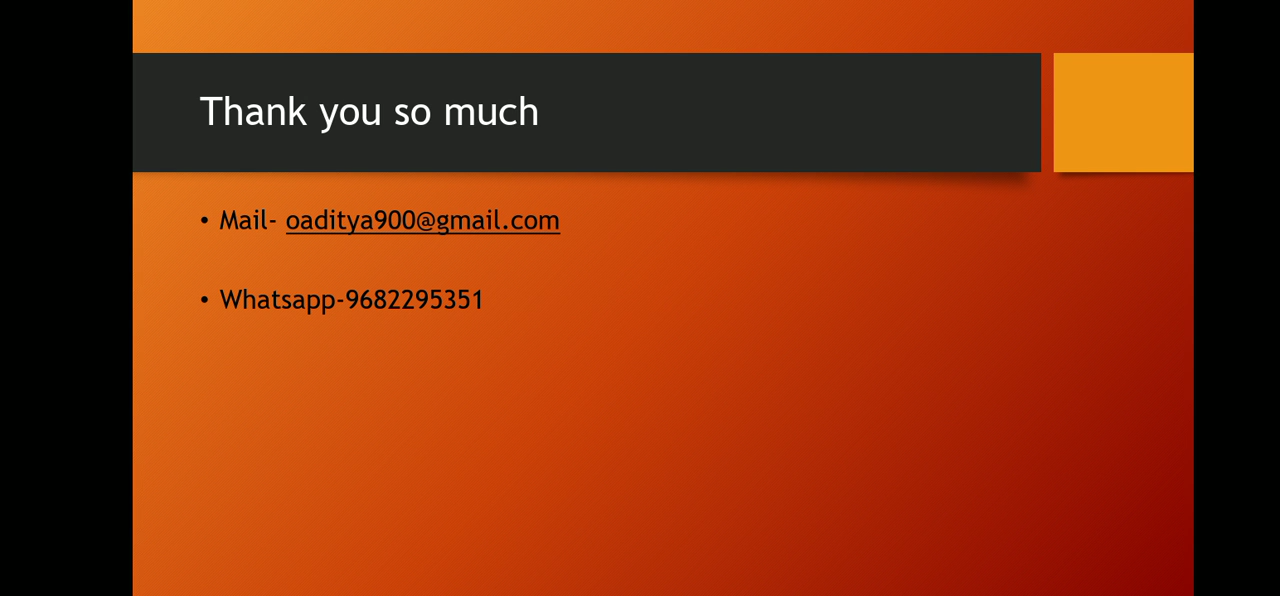 Thank you so much
• Mail- oaditya900@gmail.com
• Whatsapp-9682295351